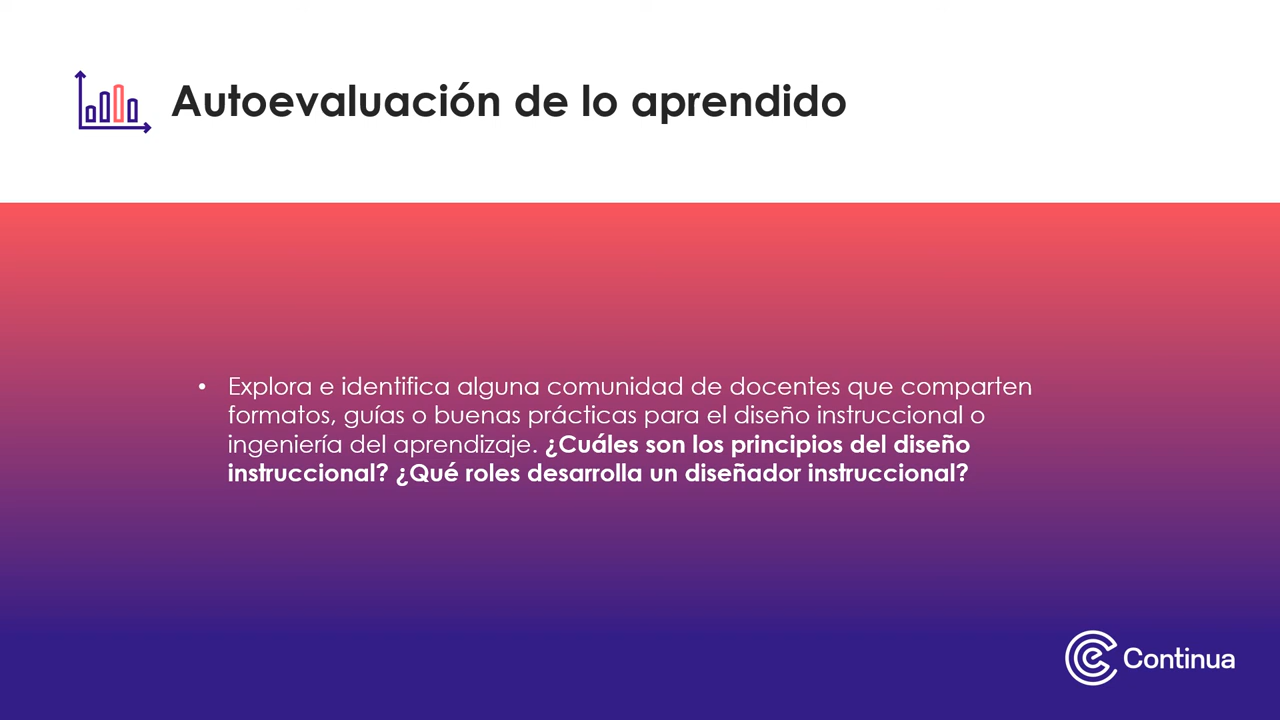 Autoevaluación de lo aprendido
• Explora e identifica alguna comunidad de docentes que comparten
formatos, guías o buenas prácticas para el diseño instruccional o
ingeniería del aprendizaje. ¿Cuáles son los principios del diseño
instruccional? ¿Qué roles desarrolla un diseñador instruccional?
Continua